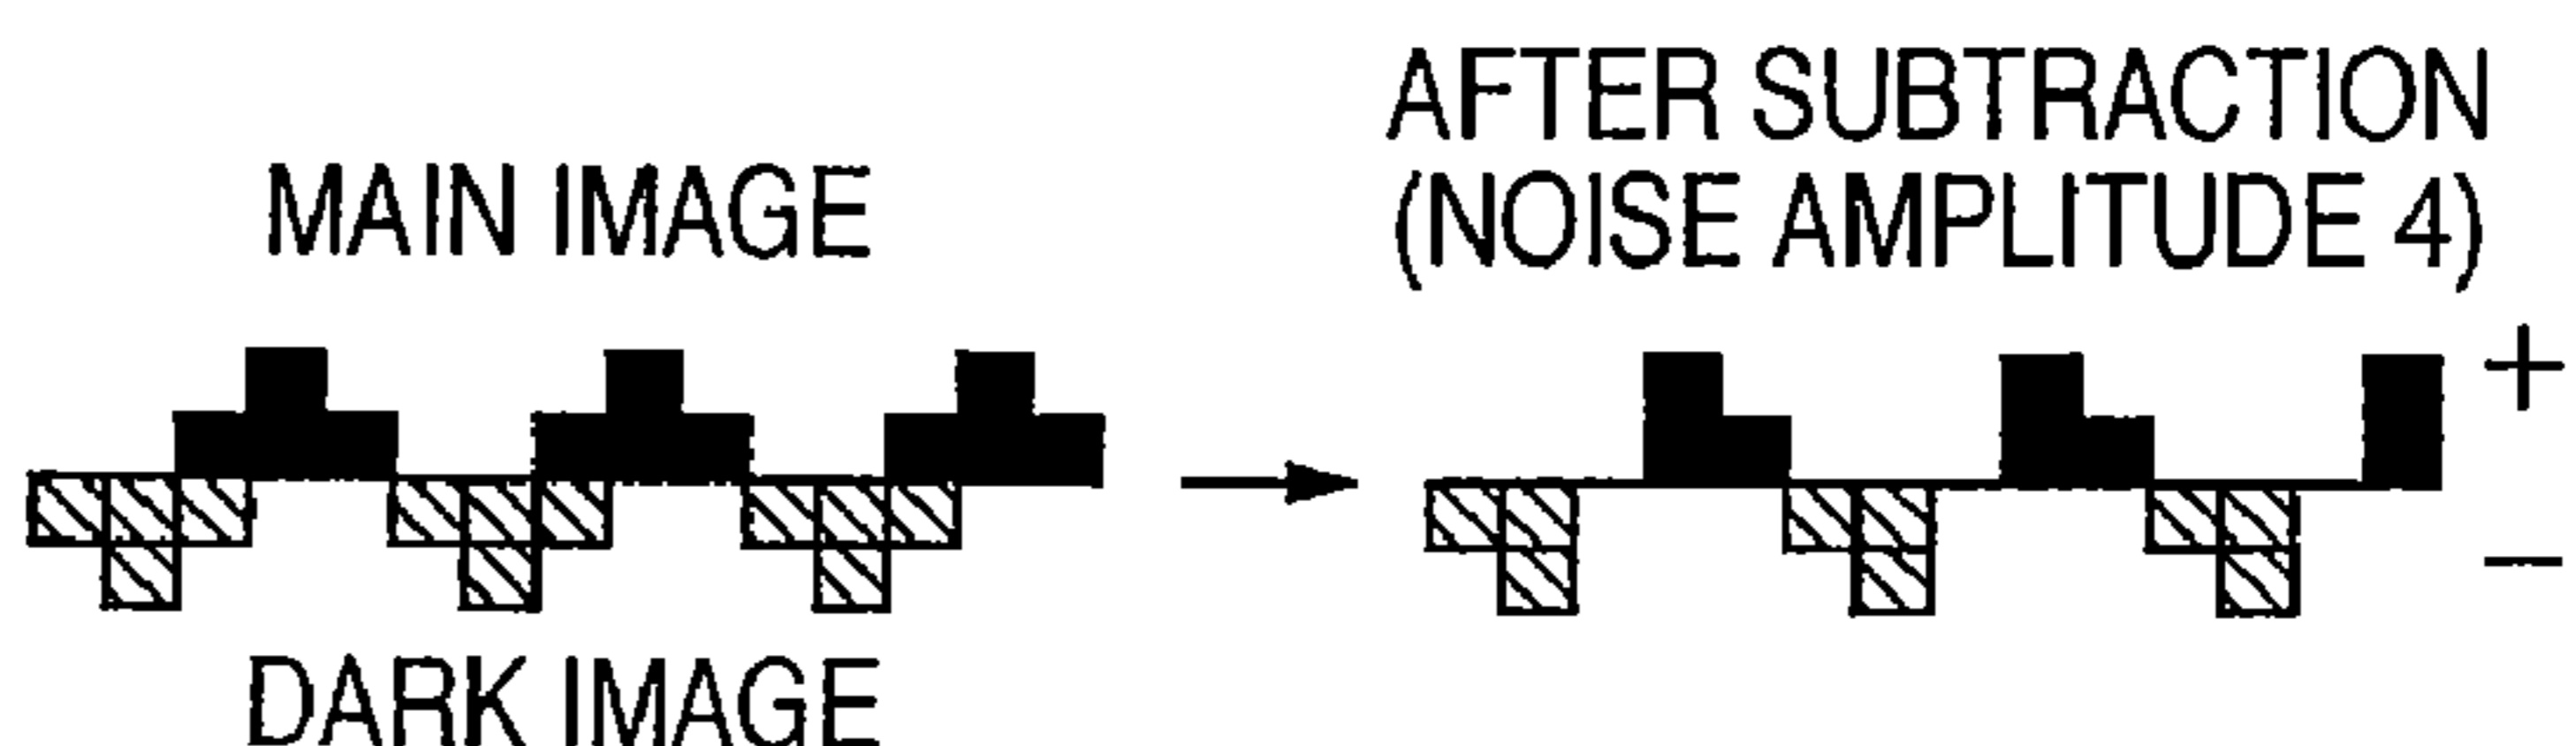 MAIN IMAGE
DARK IMAGE
AFTER SUBTRACTION
(NOISE AMPLITUDE 4)
+
−